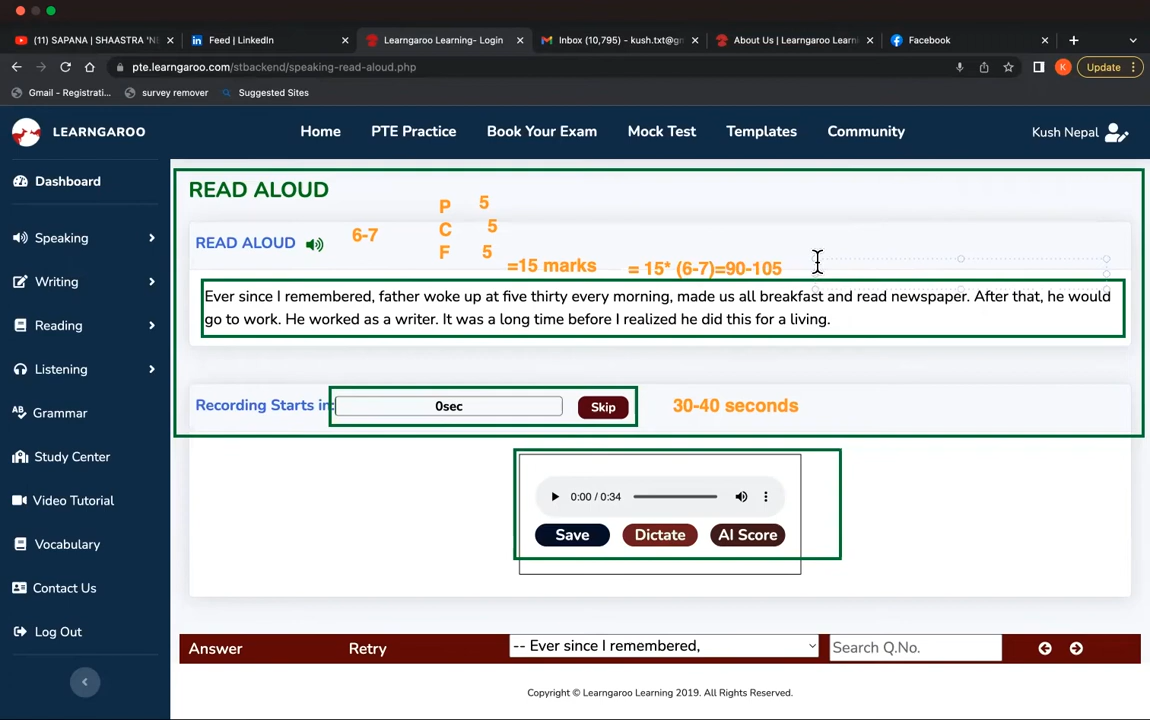 (11) SAPANA | SHAASTRA 'NE
Feed | LinkedIn
Learngaroo Learning- Login
Inbox (10,795) - kush.txt@gm
About Us | Learngaroo Learni
Facebook
pte.learngaroo.com/stbackend/speaking-read-aloud.php
K
Update
Gmail - Registrati...
survey remover
Suggested Sites
LEARNGAROO
Home
PTE Practice
Book Your Exam
Mock Test
Templates
Community
Kush Nepal
Dashboard
Speaking
Writing
Reading
Listening
Grammar
Study Center
Video Tutorial
Vocabulary
Contact Us
Log Out
READ ALOUD
P 5
READ ALOUD
6-7
C 5
F 5
=15 marks
= 15* (6-7)=90-105
Ever since I remembered, father woke up at five thirty every morning, made us all breakfast and read newspaper. After that, he would
go to work. He worked as a writer. It was a long time before I realized he did this for a living.
Recording Starts in:
0sec
Skip
30-40 seconds
0:00 / 0:34
Save
Dictate
AI Score
Answer
Retry
-- Ever since I remembered,
Search Q.No.
Copyright © Learngaroo Learning 2019. All Rights Reserved.